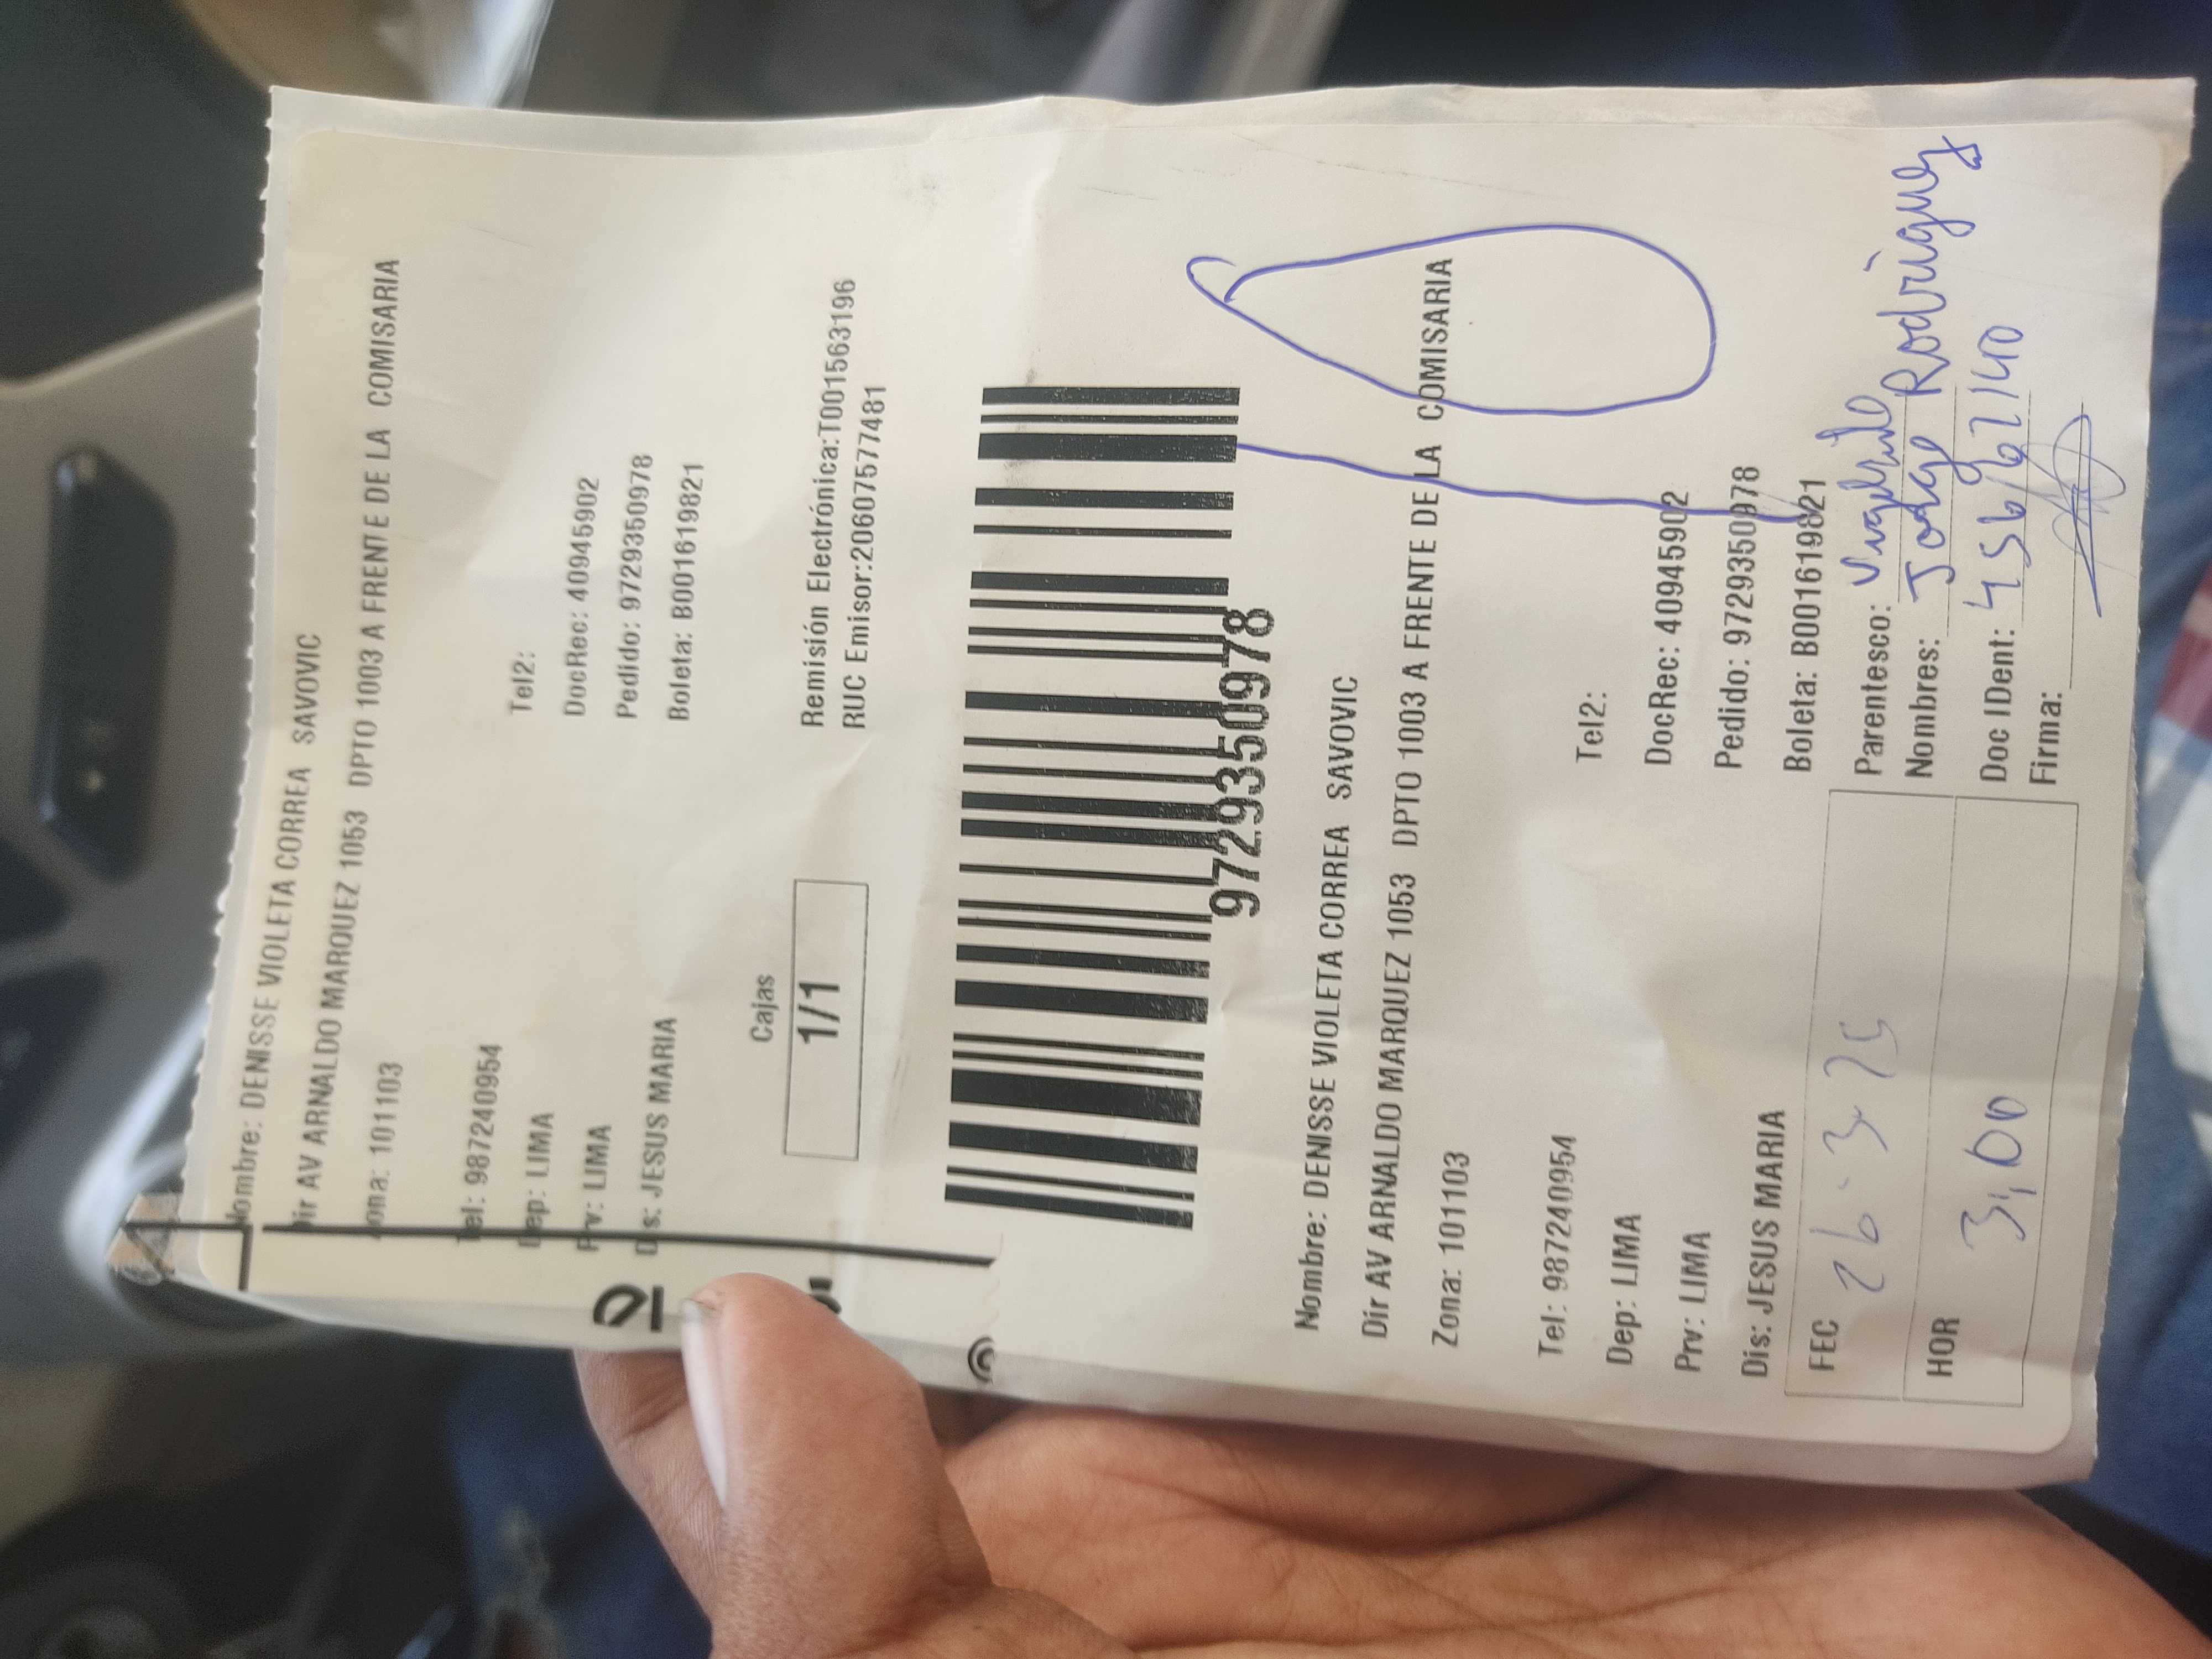 Nombre: DENISSE VIOLETA CORREA SAVOVIC
Dir AV ARNALDO MARQUEZ 1053 DPTO 1003 A FRENTE DE LA COMISARIA
Zona: 101103
Tel: 987240954 Tel2:
Dep: LIMA DocRec: 40945902
Prv: LIMA Pedido: 9729350978
Dis: JESUS MARIA Boleta: B001619821
Cajas
1/1
Remisión Electrónica:T001563196
RUC Emisor:20607577481
9729350978
Nombre: DENISSE VIOLETA CORREA SAVOVIC
Dir AV ARNALDO MARQUEZ 1053 DPTO 1003 A FRENTE DE LA COMISARIA
Zona: 101103
Tel: 987240954 Tel2:
Dep: LIMA DocRec: 40945902
Prv: LIMA Pedido: 9729350978
Dis: JESUS MARIA Boleta: B001619821
FEC 26-3-25 Parentesco:
Nombres: Jorge Rodriguez
HOR 3:00 Doc IDent:
Firma: